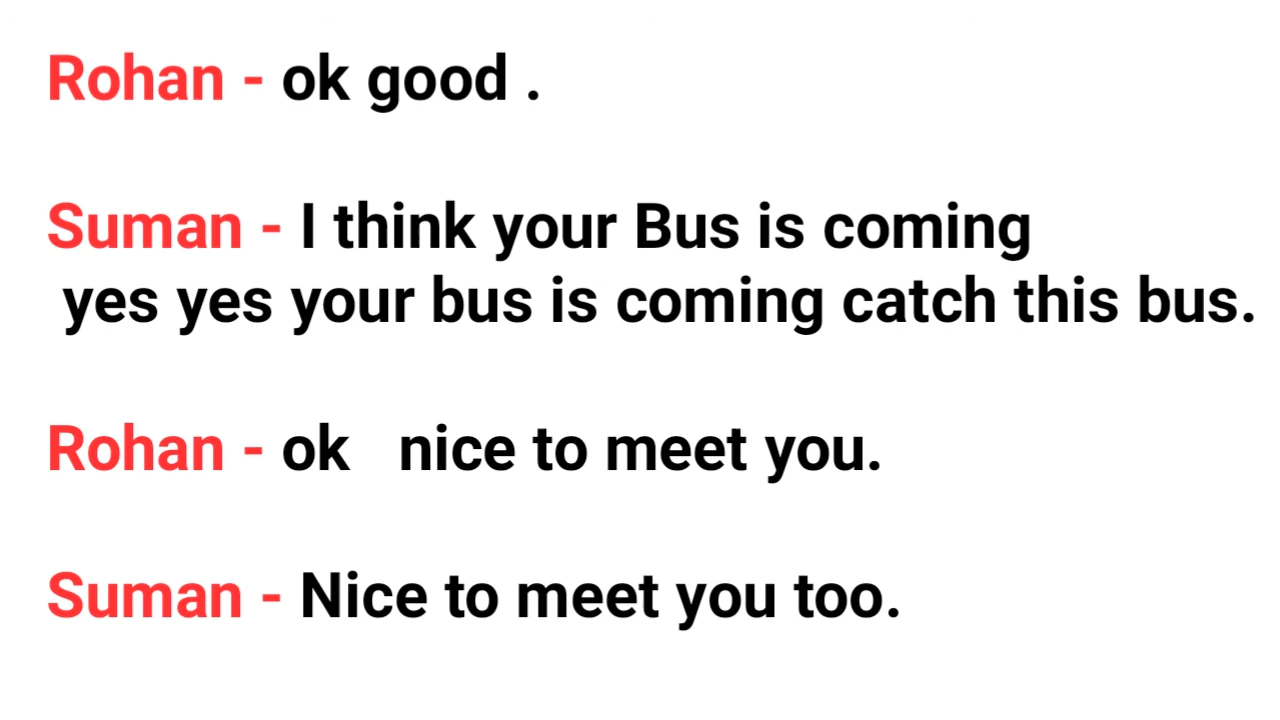 Rohan - ok good .
Suman - I think your Bus is coming
yes yes your bus is coming catch this bus.
Rohan - ok   nice to meet you.
Suman - Nice to meet you too.